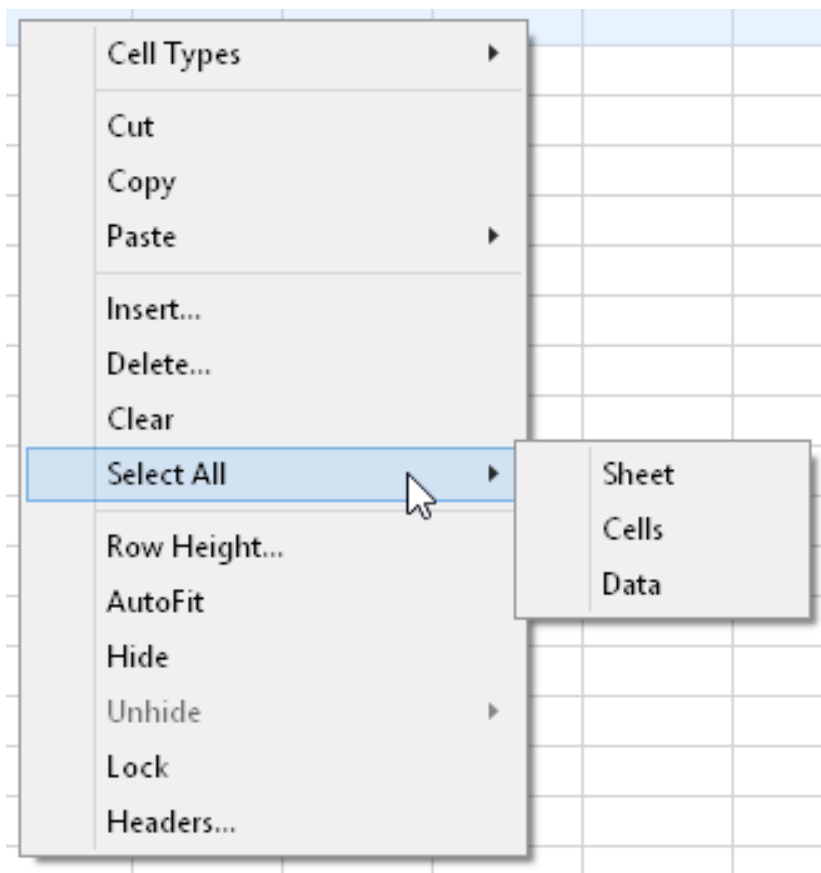 Cell Types
Cut
Copy
Paste
Insert...
Delete...
Clear
Select All
Sheet
Cells
Data
Row Height...
AutoFit
Hide
Unhide
Lock
Headers...